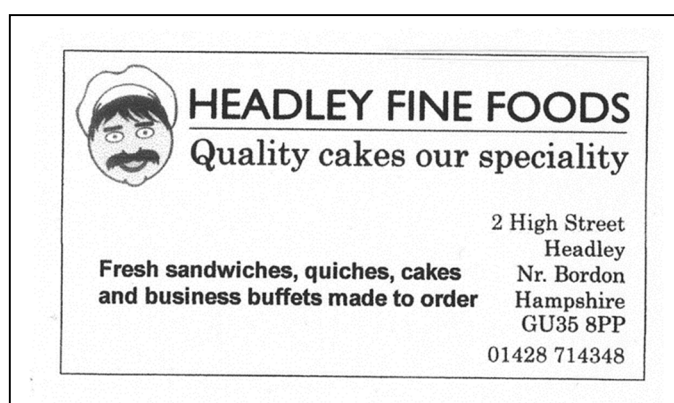 HEADLEY FINE FOODS
Quality cakes our speciality
Fresh sandwiches, quiches, cakes
and business buffets made to order
2 High Street
Headley
Nr. Bordon
Hampshire
GU35 8PP
01428 714348